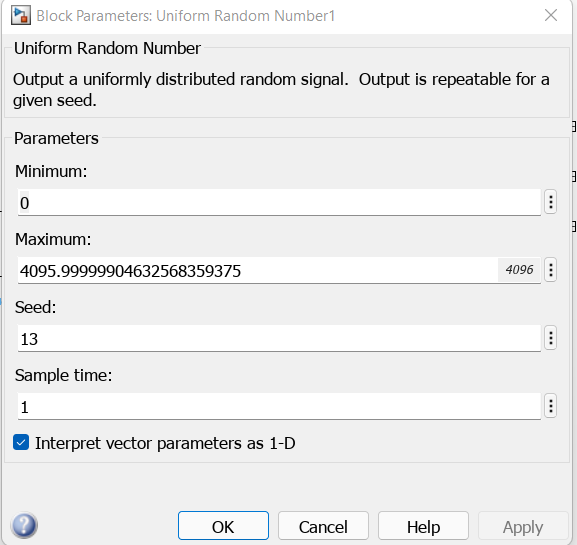 Block Parameters: Uniform Random Number1
Uniform Random Number
Output a uniformly distributed random signal.  Output is repeatable for a
given seed.
Parameters
Minimum:
0
Maximum:
4095.99999904632568359375 4096
Seed:
13
Sample time:
1
Interpret vector parameters as 1-D
OK Cancel Help Apply